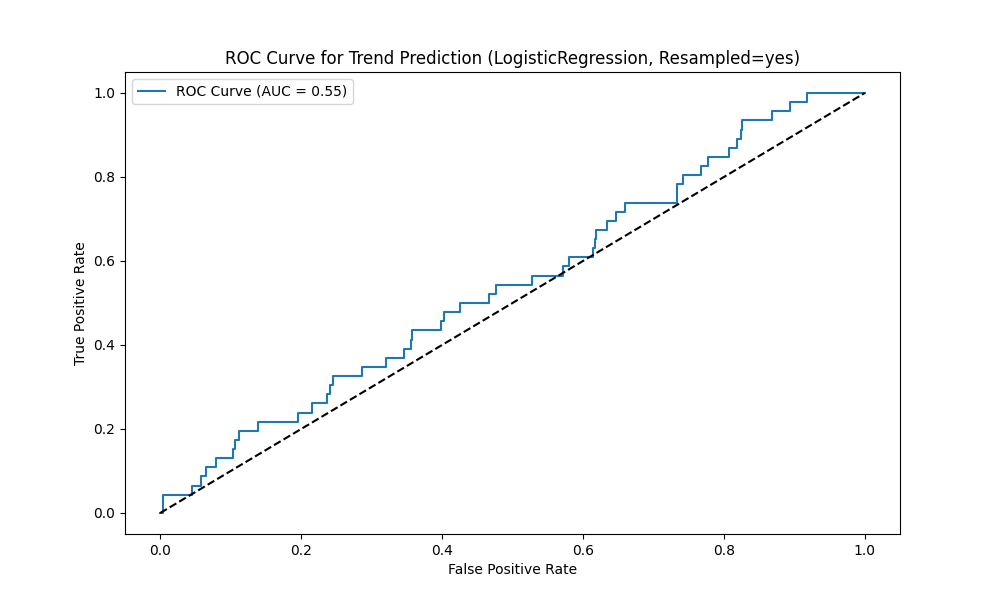 ROC Curve for Trend Prediction (LogisticRegression, Resampled=yes)
ROC Curve (AUC = 0.55)
True Positive Rate
1.0
0.8
0.6
0.4
0.2
0.0
0.0 0.2 0.4 0.6 0.8 1.0
False Positive Rate